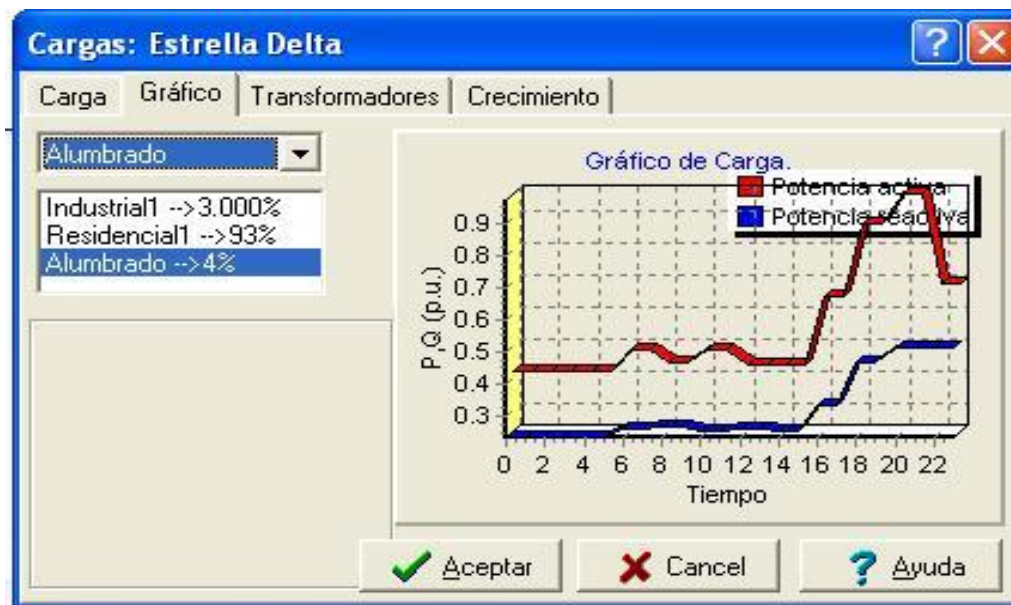 Cargas: Estrella Delta
Carga Gráfico Transformadores Crecimiento
Alumbrado
Industrial1 -->3.000%
Residencial1 -->93%
Alumbrado -->4%
Gráfico de Carga.
Potencia activa
Potencia reactiva
P,Q (p.u.)
0.9
0.8
0.7
0.6
0.5
0.4
0.3
0 2 4 6 8 10 12 14 16 18 20 22
Tiempo
Aceptar Cancel Ayuda